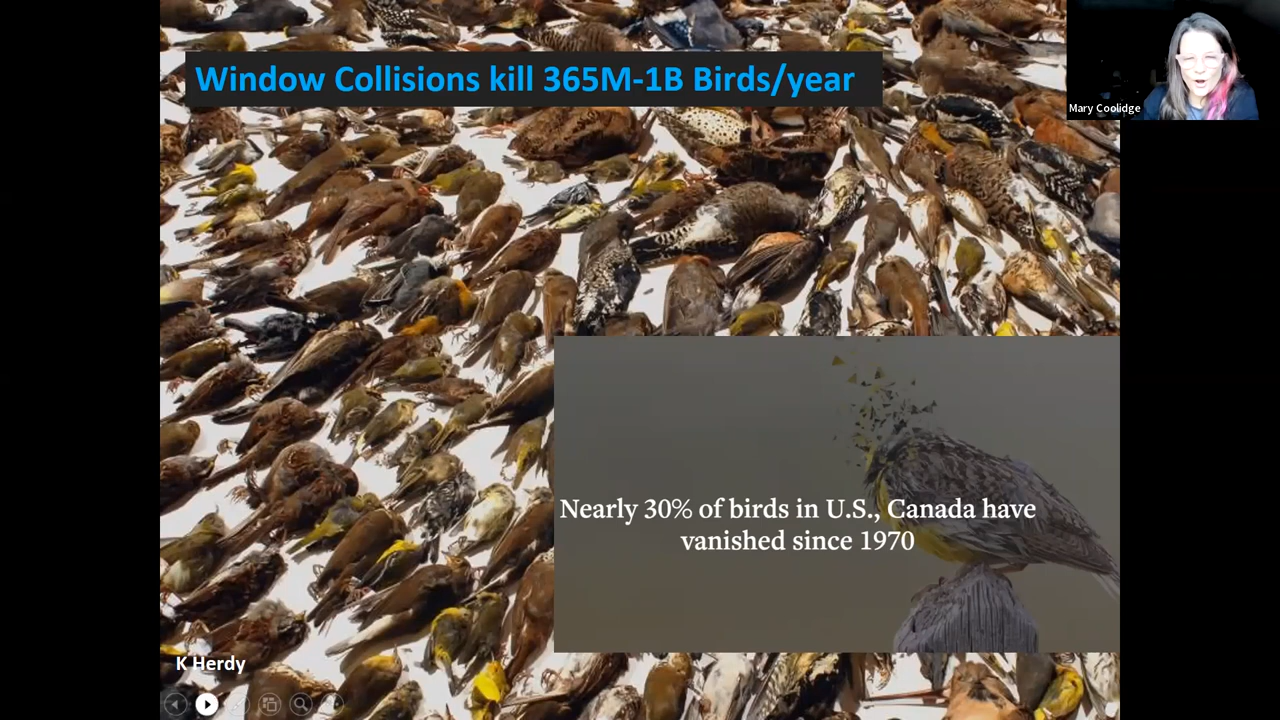 Window Collisions kill 365M-1B Birds/year
Mary Coolidge
Nearly 30% of birds in U.S., Canada have
vanished since 1970
K Herdy